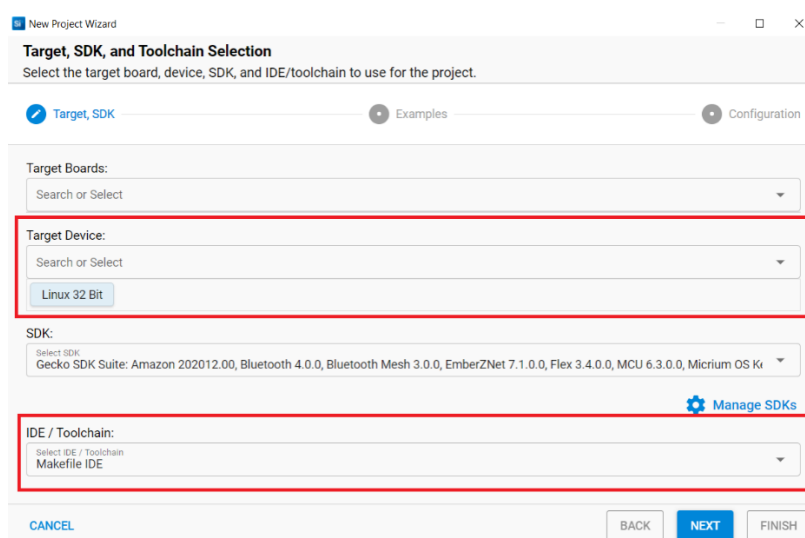 Si New Project Wizard
Target, SDK, and Toolchain Selection
Select the target board, device, SDK, and IDE/toolchain to use for the project.
Target, SDK
Examples
Configuration
Target Boards:
Search or Select
Target Device:
Search or Select
Linux 32 Bit
SDK:
Select SDK
Gecko SDK Suite: Amazon 202012.00, Bluetooth 4.0.0, Bluetooth Mesh 3.0.0, EmberZNet 7.1.0.0, Flex 3.4.0.0, MCU 6.3.0.0, Micrium OS Ke
Manage SDKs
IDE / Toolchain:
Select IDE / Toolchain
Makefile IDE
CANCEL
BACK
NEXT
FINISH